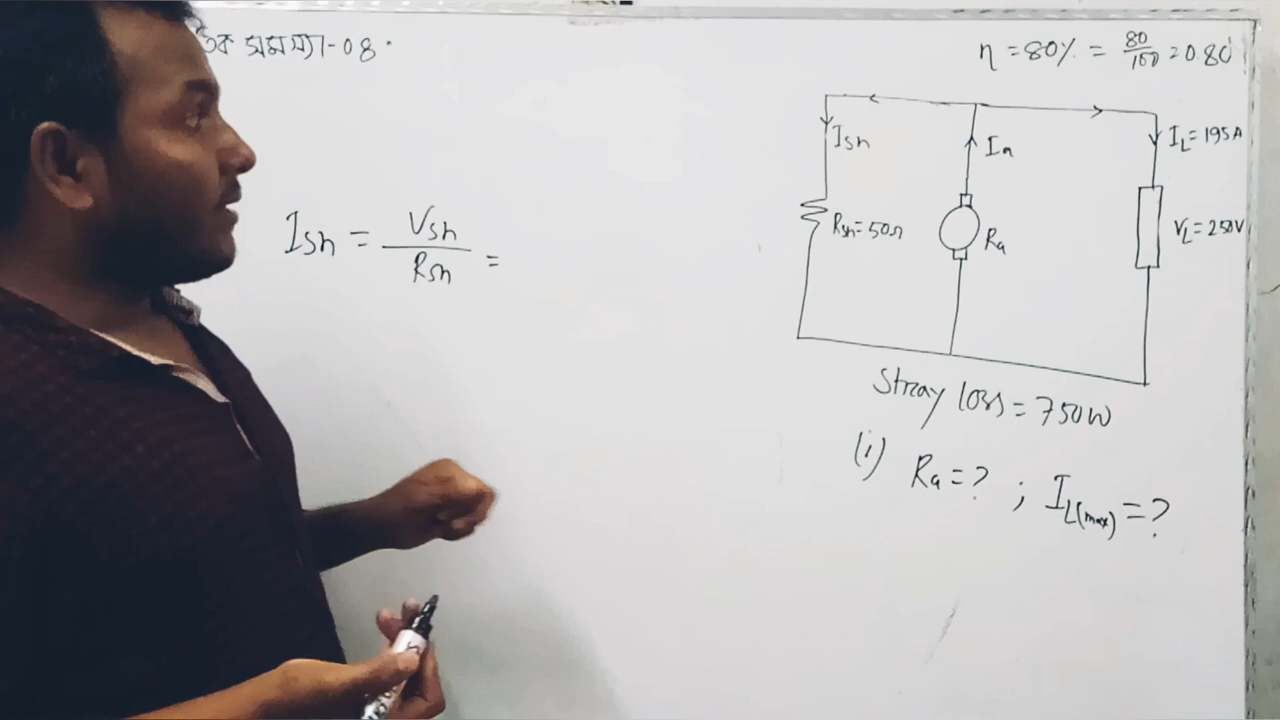 সমস্যা-08.
η = 80% = 80/100 = 0.80
Ish
Ia
IL = 195A
Rsh = 50Ω
Ra
VL = 250V
Ish = Vsh/Rsh =
Stray loss = 750W
(i) Ra = ? ; IL(max) = ?